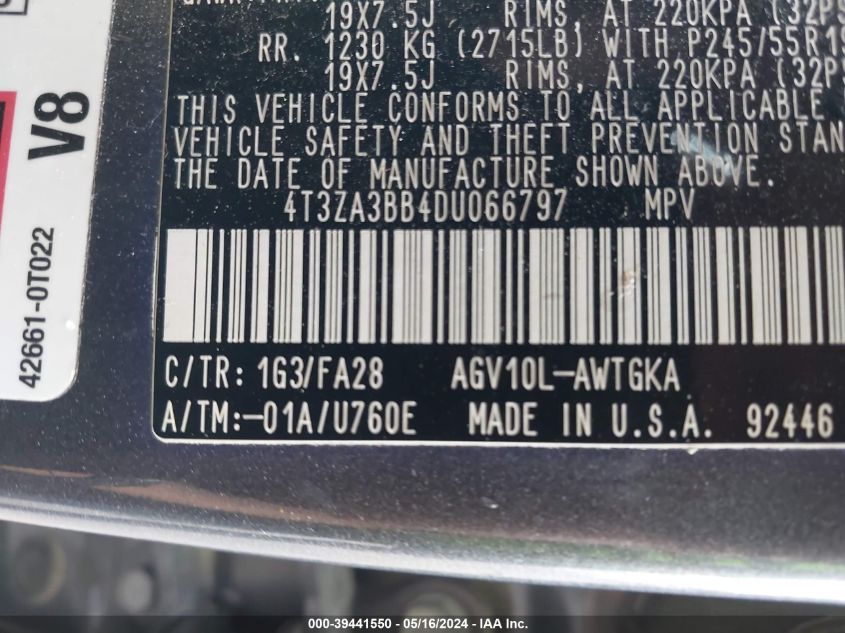 19X7.5J RIMS, AT 220KPA (32PS
RR. 1230 KG (2715LB) WITH P245/55R19
19X7.5J RIMS, AT 220KPA (32PS
THIS VEHICLE CONFORMS TO ALL APPLICABLE
VEHICLE SAFETY AND THEFT PREVENTION STAN
THE DATE OF MANUFACTURE SHOWN ABOVE.
4T3ZA3BB4DU066797 MPV
C/TR: 1G3/FA28 AGV10L-AWTGKA
A/TM:-01A/U760E MADE IN U.S.A. 92446
V8
42661-0T022
000-39441550 / 05/16/2024 - IAA Inc.